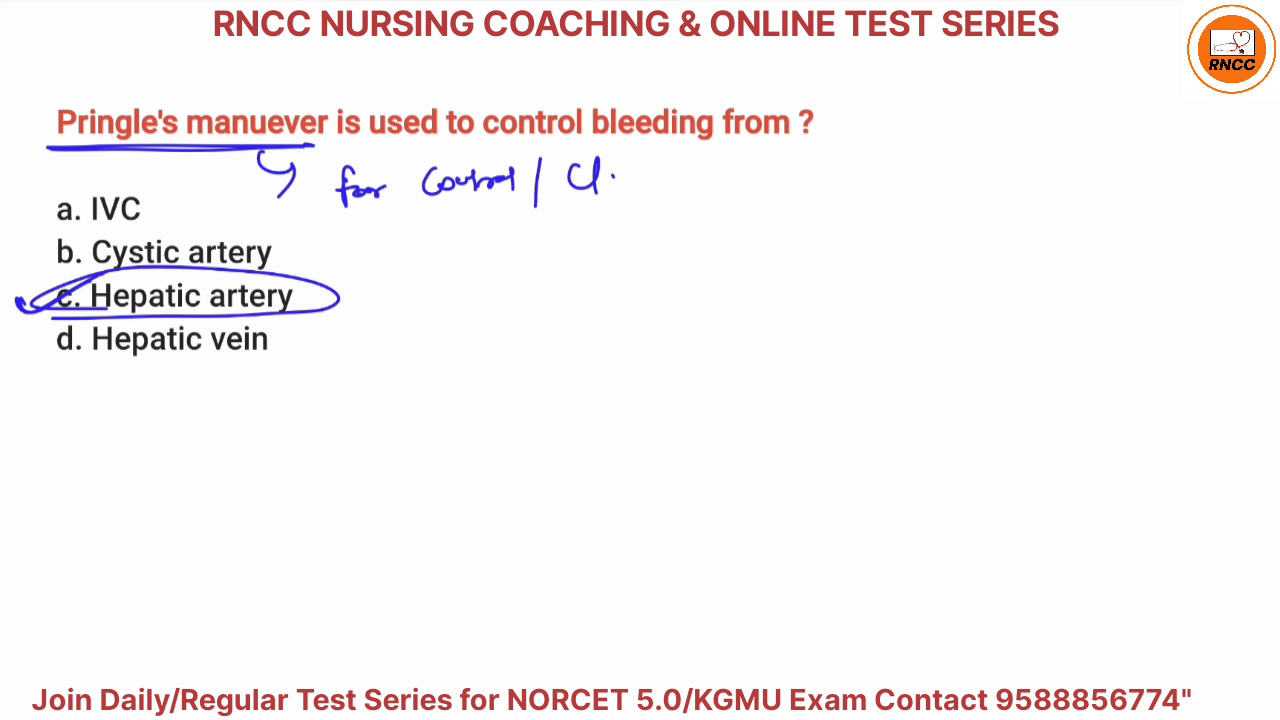 RNCC NURSING COACHING & ONLINE TEST SERIES
RNCC
Pringle's manuever is used to control bleeding from ?
for Control / Cl.
a. IVC
b. Cystic artery
c. Hepatic artery
d. Hepatic vein
Join Daily/Regular Test Series for NORCET 5.0/KGMU Exam Contact 9588856774"